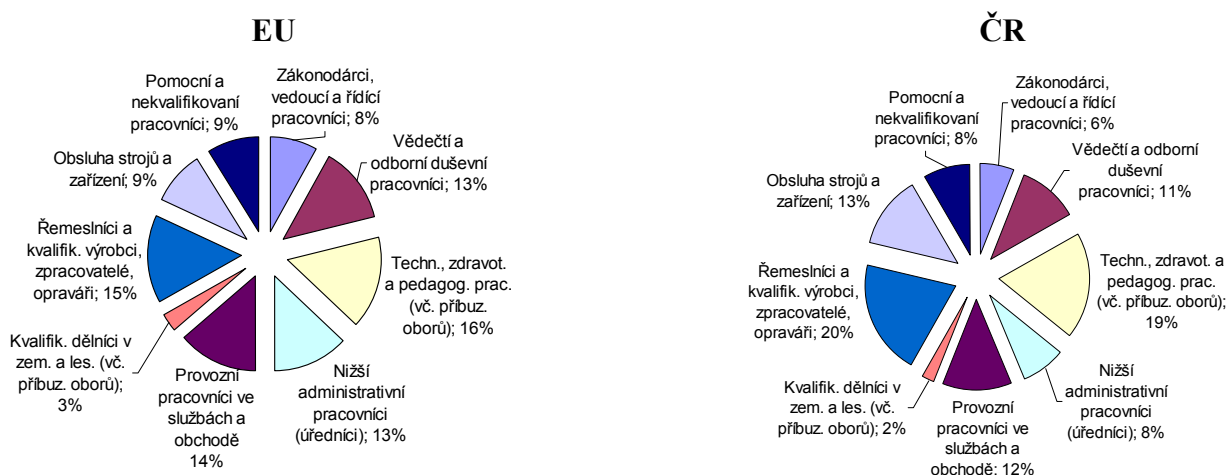 EU
Pomocní a
nekvalifikovaní
pracovníci; 9%
Zákonodárci,
vedoucí a řídící
pracovníci; 8%
Vědečtí a
odborní duševní
pracovníci; 13%
Techn., zdravot.
a pedagog. prac.
(vč. příbuz.
oborů); 16%
Nižší
administrativní
pracovníci
(úředníci); 13%
Provozní
pracovníci ve
službách a
obchodě
14%
Kvalifik. dělníci v
zem. a les. (vč.
příbuz. oborů);
3%
Řemeslníci a
kvalifik. výrobci,
zpracovatelé,
opraváři; 15%
Obsluha strojů a
zařízení; 9%
ČR
Pomocní a
nekvalifikovaní
pracovníci; 8%
Zákonodárci,
vedoucí a řídící
pracovníci; 6%
Vědečtí a odborní
duševní
pracovníci; 11%
Techn., zdravot. a
pedagog. prac.
(vč. příbuz. oborů);
19%
Nižší
administrativní
pracovníci
(úředníci); 8%
Provozní
pracovníci ve
službách a
obchodě; 12%
Kvalifik. dělníci v
zem. a les. (vč.
příbuz. oborů); 2%
Řemeslníci a
kvalifik. výrobci,
zpracovatelé,
opraváři; 20%
Obsluha strojů a
zařízení; 13%